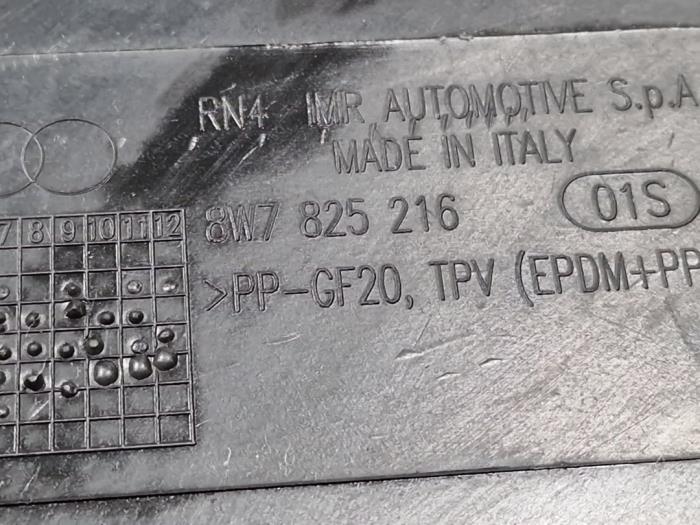 RN4 IMR AUTOMOTIVE S.p.A
MADE IN ITALY
8W7 825 216 01S
7 8 9 10 11 12
>PP-GF20, TPV (EPDM+PP